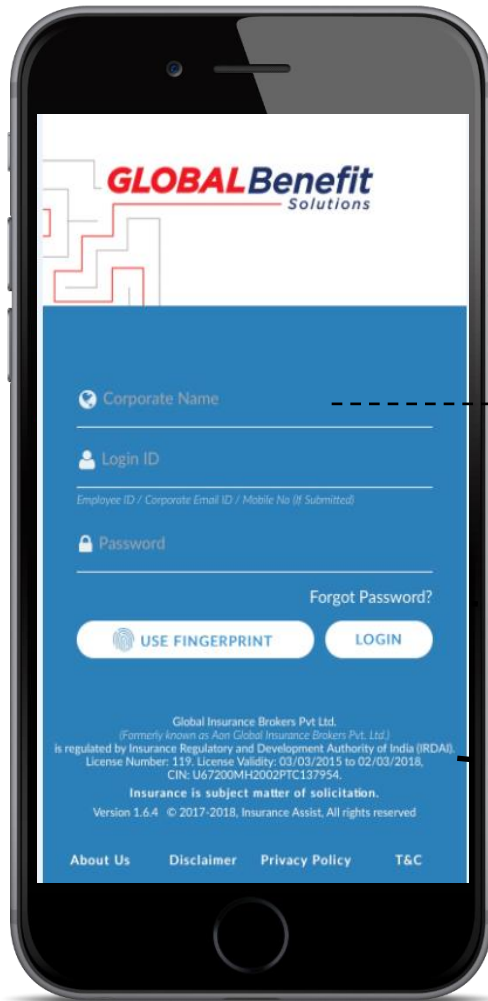 GLOBAL Benefit
Solutions
Corporate Name
Login ID
Employee ID / Corporate Email ID / Mobile No (If Submitted)
Password
Forgot Password?
USE FINGERPRINT
LOGIN
Global Insurance Brokers Pvt Ltd.
(Formerly known as Aon Global Insurance Brokers Pvt. Ltd.)
is regulated by Insurance Regulatory and Development Authority of India (IRDAI).
License Number: 119. License Validity: 03/03/2015 to 02/03/2018,
CIN: U67200MH2002PTC137954.
Insurance is subject matter of solicitation.
Version 1.6.4 © 2017-2018, Insurance Assist, All rights reserved
About Us Disclaimer Privacy Policy T&C